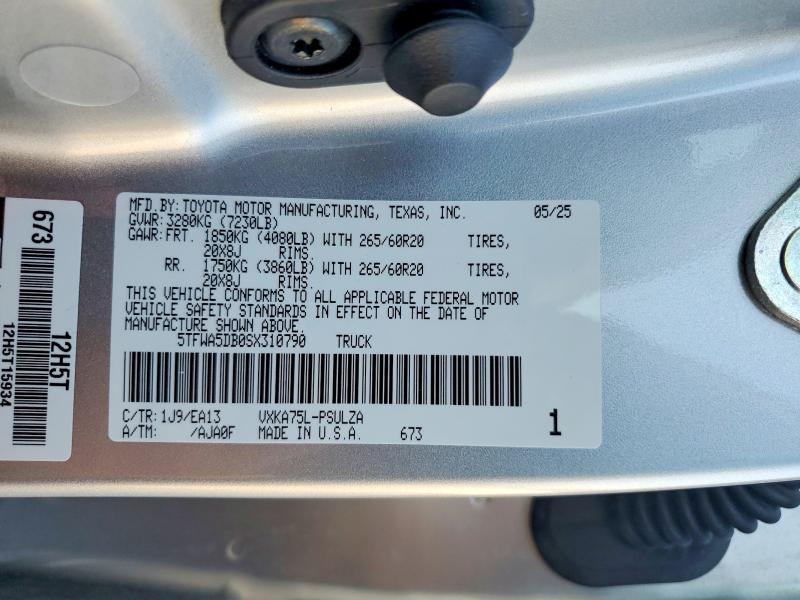 MFD.BY:TOYOTA MOTOR MANUFACTURING, TEXAS, INC. 05/25
GVWR:3280KG (7230LB)
GAWR:FRT. 1850KG (4080LB) WITH 265/60R20 TIRES,
20X8J RIMS.
RR. 1750KG (3860LB) WITH 265/60R20 TIRES,
20X8J RIMS.
THIS VEHICLE CONFORMS TO ALL APPLICABLE FEDERAL MOTOR
VEHICLE SAFETY STANDARDS IN EFFECT ON THE DATE OF
MANUFACTURE SHOWN ABOVE.
5TFWA5DB0SX310790 TRUCK
C/TR:1J9/EA13 VXKA75L-PSULZA
A/TM: /AJA0F MADE IN U.S.A. 673 1
673
12H5T
12H5T15934